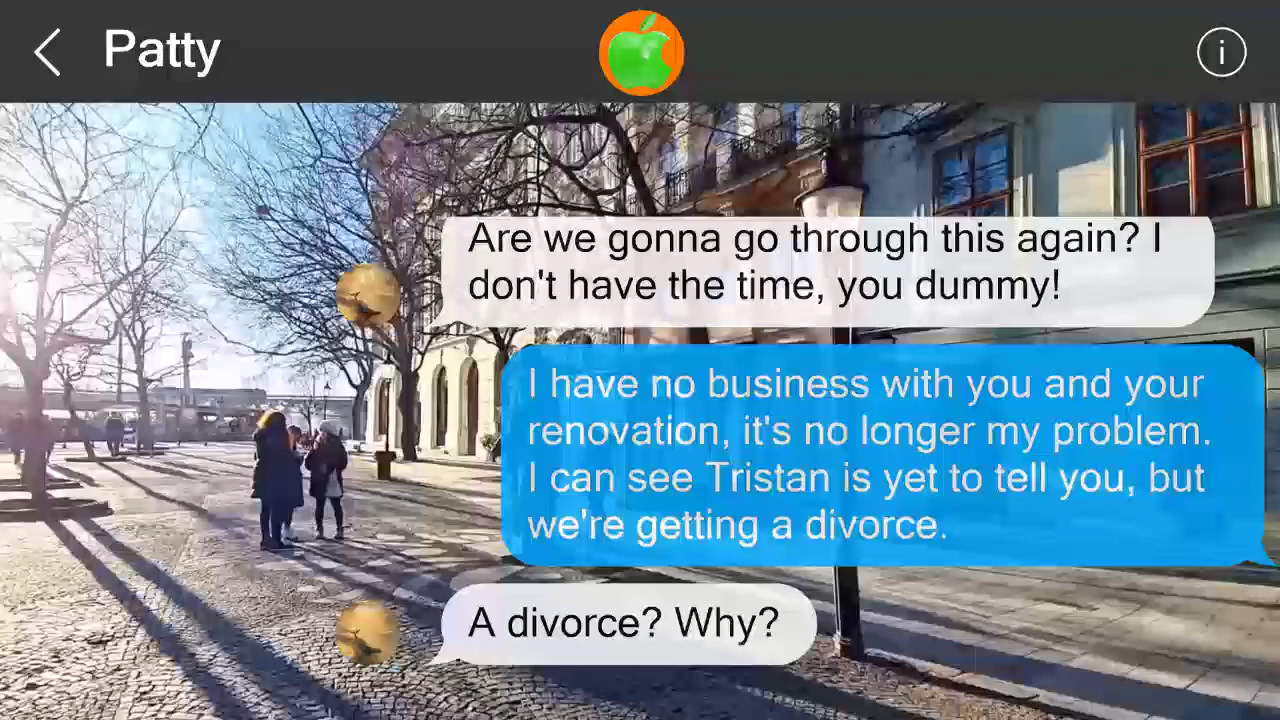 Patty
i
Are we gonna go through this again? I
don't have the time, you dummy!
I have no business with you and your
renovation, it's no longer my problem.
I can see Tristan is yet to tell you, but
we're getting a divorce.
A divorce? Why?